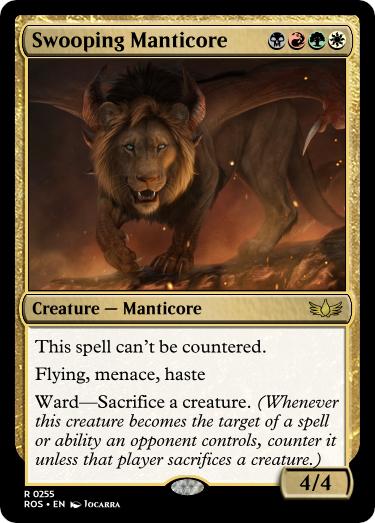 Swooping Manticore
Creature — Manticore
This spell can't be countered.
Flying, menace, haste
Ward—Sacrifice a creature. (Whenever
this creature becomes the target of a spell
or ability an opponent controls, counter it
unless that player sacrifices a creature.)
4/4
R 0255
ROS • EN Jocarra